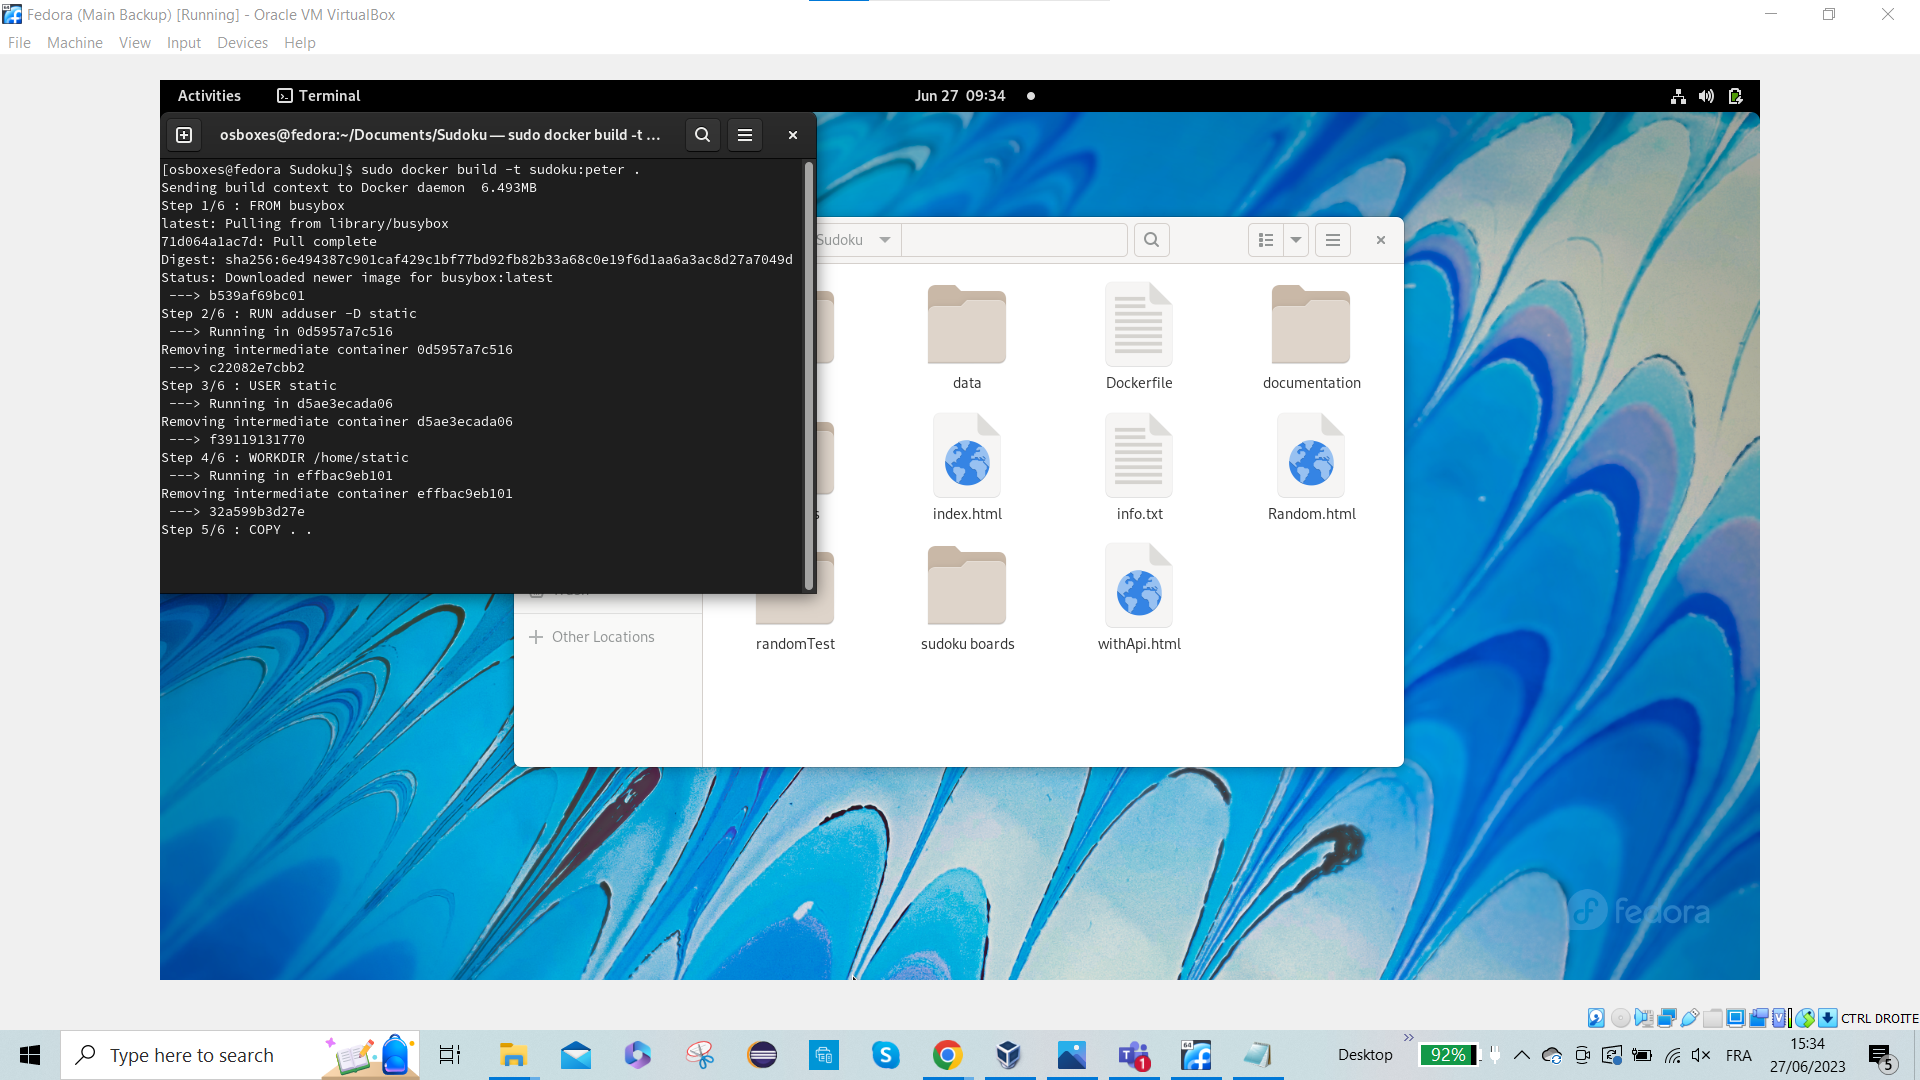 Fedora (Main Backup) [Running] - Oracle VM VirtualBox
File Machine View Input Devices Help
Activities Terminal Jun 27 09:34
osboxes@fedora:~/Documents/Sudoku — sudo docker build -t ...
[osboxes@fedora Sudoku]$ sudo docker build -t sudoku:peter .
Sending build context to Docker daemon  6.493MB
Step 1/6 : FROM busybox
latest: Pulling from library/busybox
71d064a1ac7d: Pull complete
Digest: sha256:6e494387c901caf429c1bf77bd92fb82b33a68c0e19f6d1aa6a3ac8d27a7049d
Status: Downloaded newer image for busybox:latest
---> b539af69bc01
Step 2/6 : RUN adduser -D static
---> Running in 0d5957a7c516
Removing intermediate container 0d5957a7c516
---> c22082e7cbb2
Step 3/6 : USER static
---> Running in d5ae3ecada06
Removing intermediate container d5ae3ecada06
---> f39119131770
Step 4/6 : WORKDIR /home/static
---> Running in effbac9eb101
Removing intermediate container effbac9eb101
---> 32a599b3d27e
Step 5/6 : COPY . .
Sudoku
data Dockerfile documentation
index.html info.txt Random.html
randomTest sudoku boards withApi.html
Other Locations
fedora
CTRL DROITE
Type here to search
Desktop
92%
FRA
15:34
27/06/2023
1
5
64